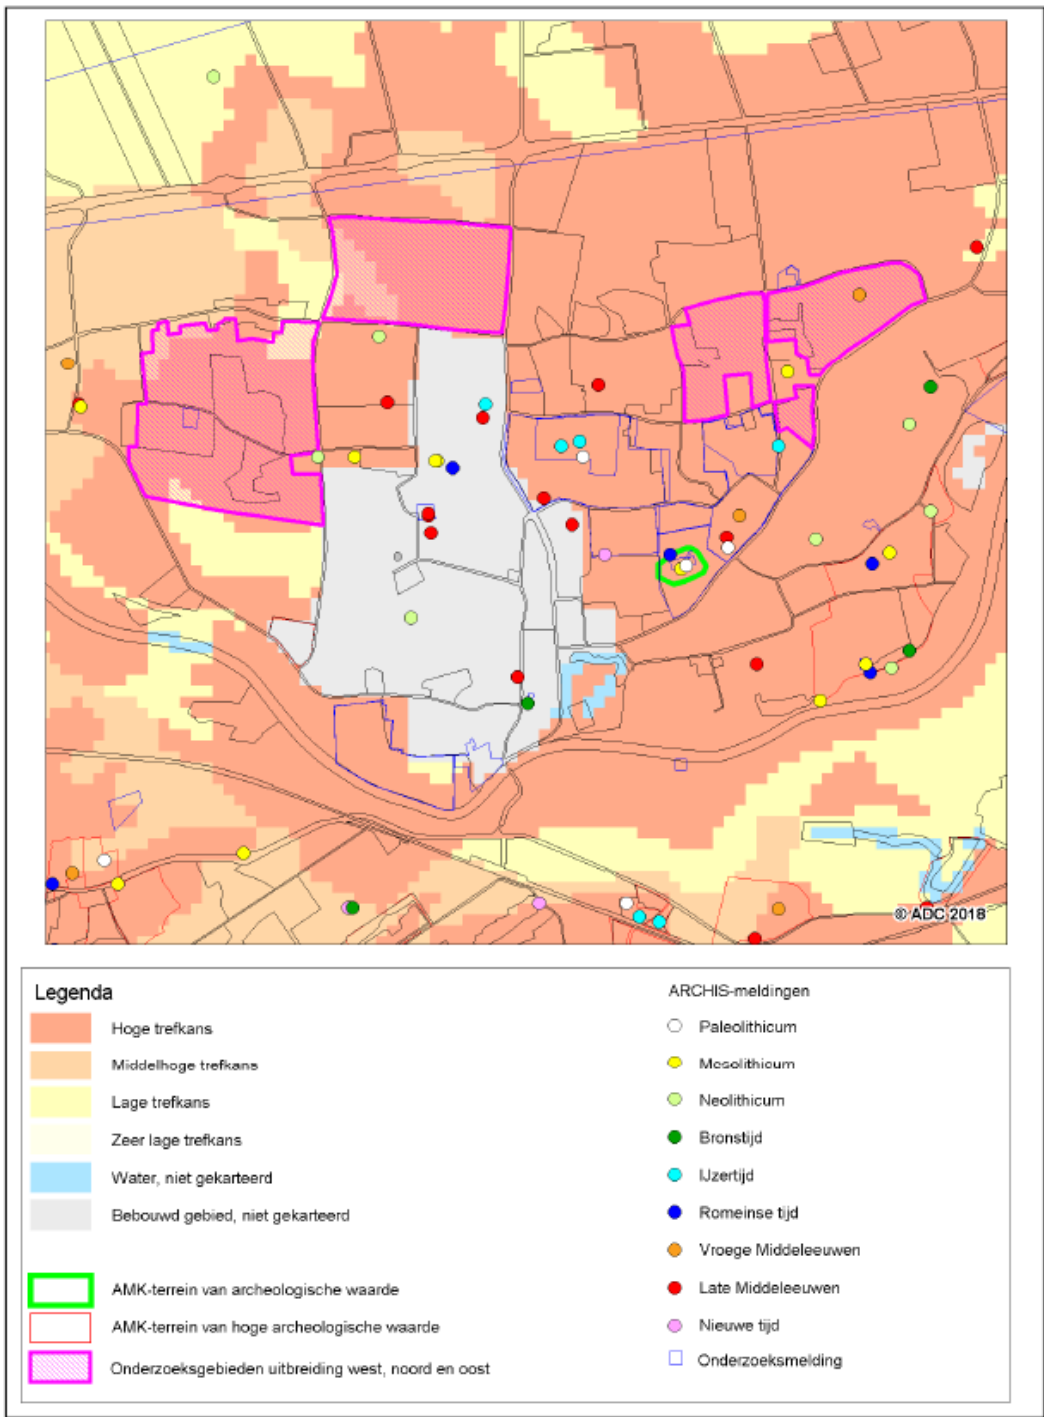 © ADC 2018
Legenda
Hoge trefkans
Middelhoge trefkans
Lage trefkans
Zeer lage trefkans
Water, niet gekarteerd
Bebouwd gebied, niet gekarteerd
AMK-terrein van archeologische waarde
AMK-terrein van hoge archeologische waarde
Onderzoeksgebieden uitbreiding west, noord en oost
ARCHIS-meldingen
Paleolithicum
Mesolithicum
Neolithicum
Bronstijd
IJzertijd
Romeinse tijd
Vroege Middeleeuwen
Late Middeleeuwen
Nieuwe tijd
Onderzoeksmelding